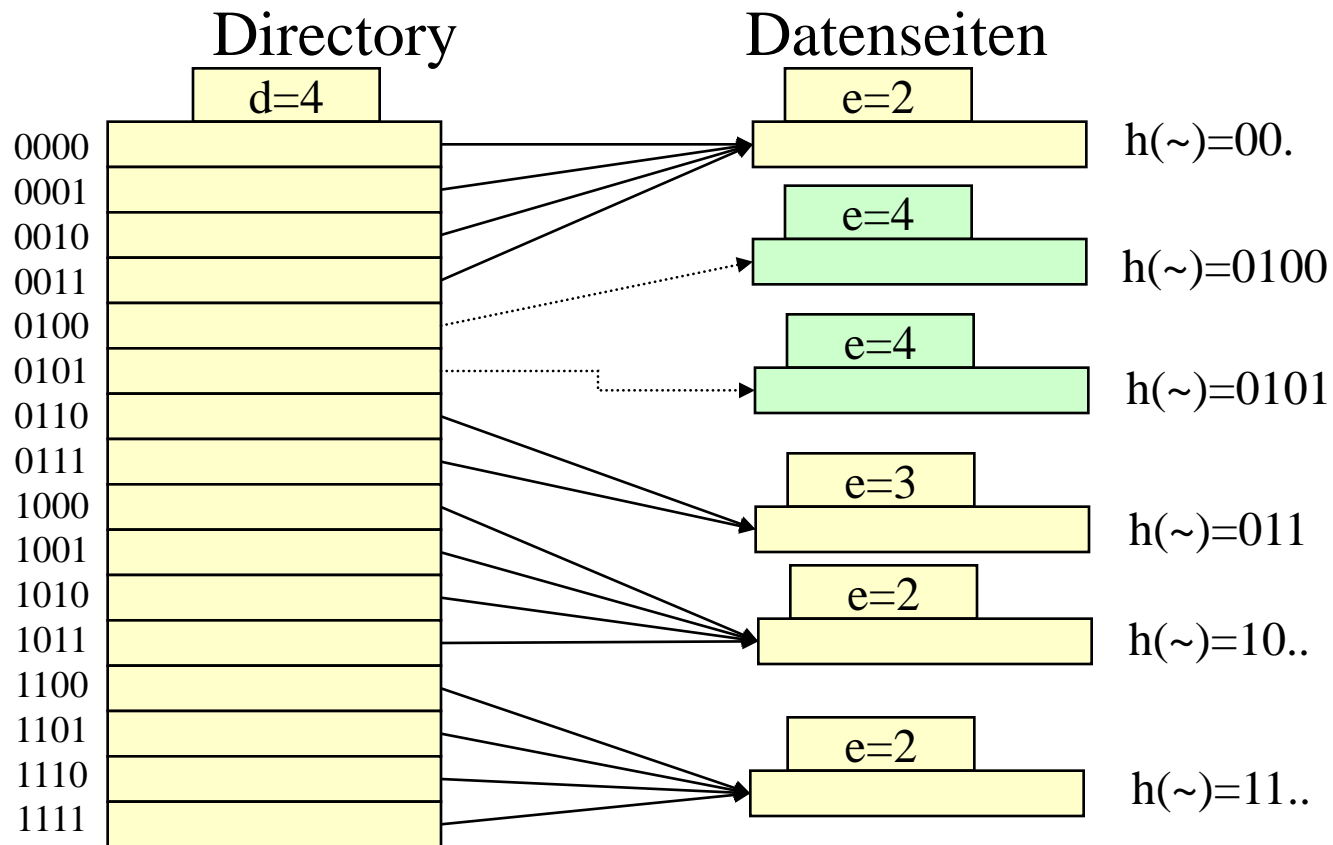 Directory
Datenseiten
d=4
0000
0001
0010
0011
0100
0101
0110
0111
1000
1001
1010
1011
1100
1101
1110
1111
e=2
h(~)=00.
e=4
h(~)=0100
e=4
h(~)=0101
e=3
h(~)=011
e=2
h(~)=10..
e=2
h(~)=11..